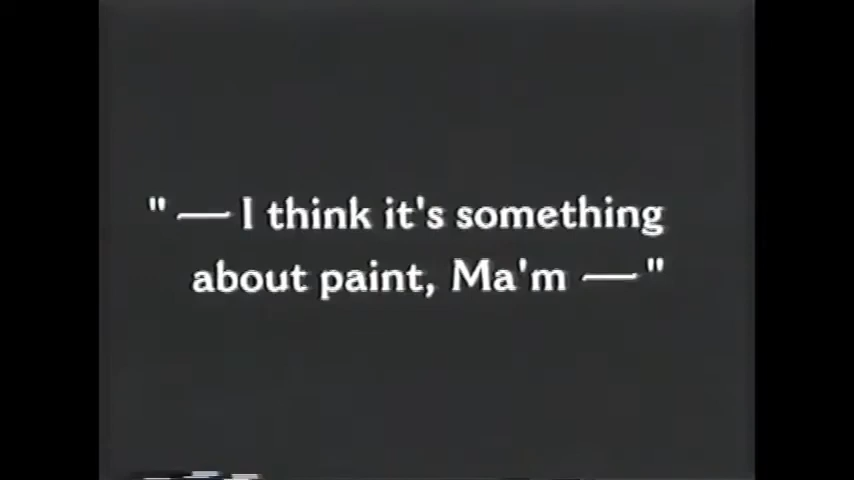 " — I think it's something
about paint, Ma'm — "